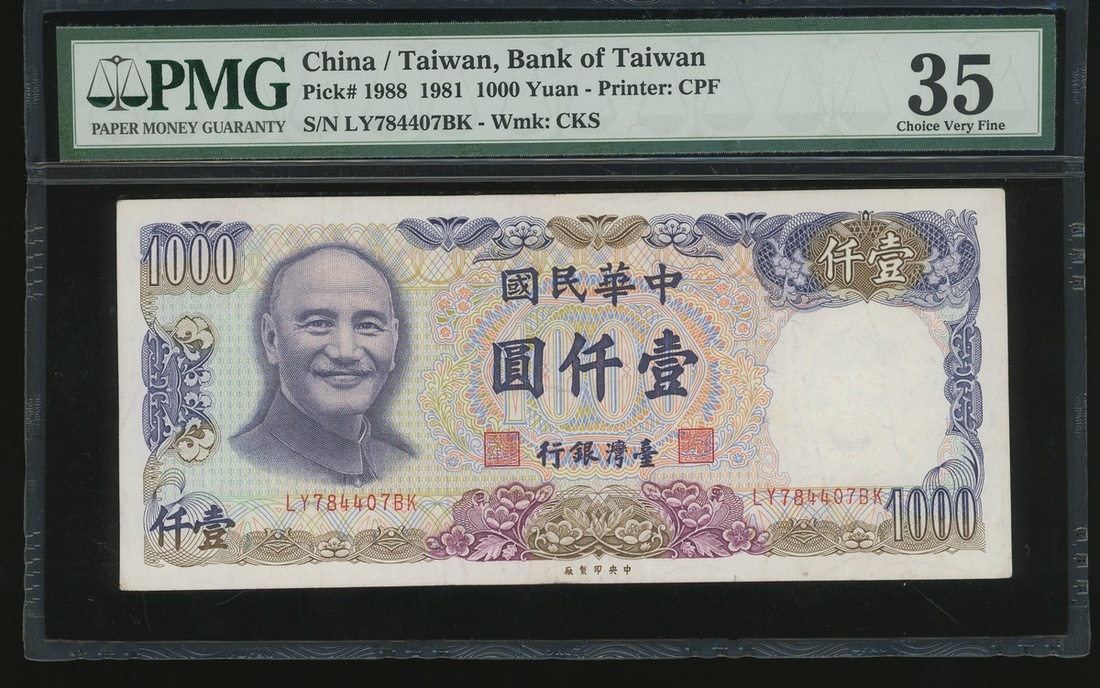 PMG
PAPER MONEY GUARANTY
China / Taiwan, Bank of Taiwan
Pick# 1988 1981 1000 Yuan - Printer: CPF
S/N LY784407BK - Wmk: CKS
35
Choice Very Fine
1000
仟壹
國民華中
圓仟壹
行銀灣臺
LY784407BK
LY784407BK
仟壹
1000
廠製印央中